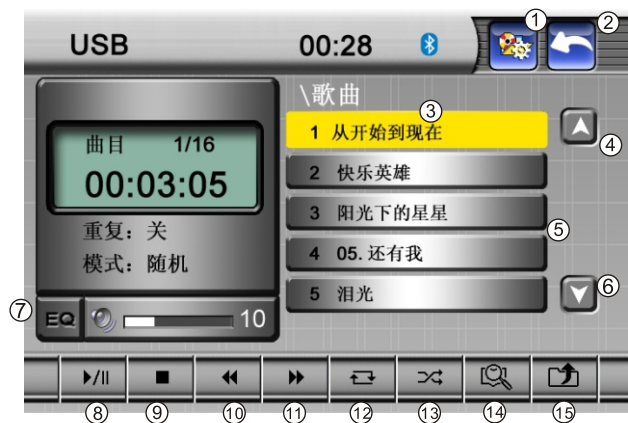 ① ②
USB 00:28
\歌曲
③
1 从开始到现在
④
曲目 1/16
00:03:05
2 快乐英雄
3 阳光下的星星
⑤
重复：关
模式：随机
4 05. 还有我
5 泪光
⑥
⑦ EQ 10
▶/II ■ ◀◀ ▶▶
⑧ ⑨ ⑩ ⑪ ⑫ ⑬ ⑭ ⑮